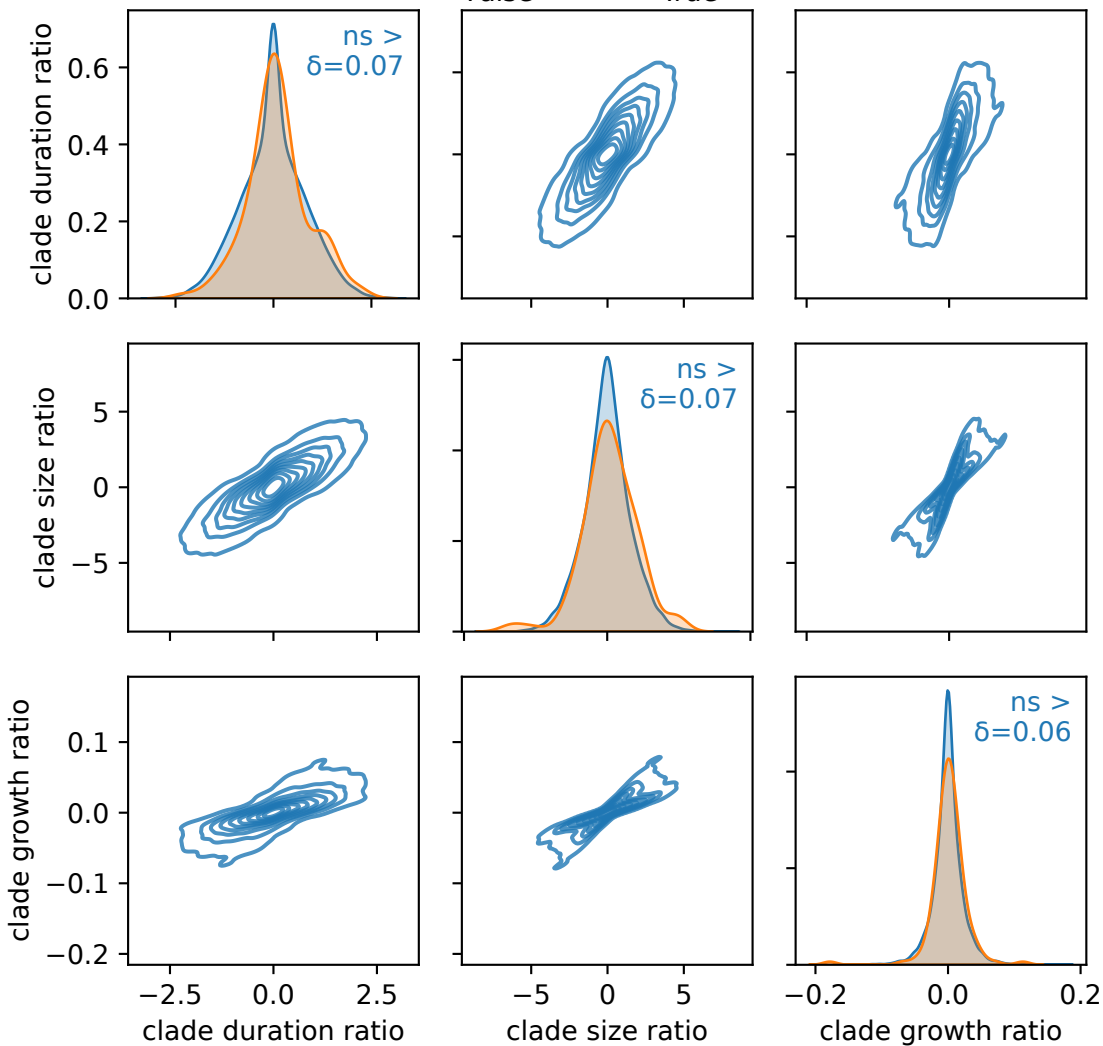 clade duration ratio
0.6
0.4
0.2
0.0
ns >
δ=0.07
clade size ratio
5
0
−5
ns >
δ=0.07
clade growth ratio
0.1
0.0
−0.1
−0.2
ns >
δ=0.06
−2.5 0.0 2.5
−5 0 5
−0.2 0.0 0.2
clade duration ratio
clade size ratio
clade growth ratio